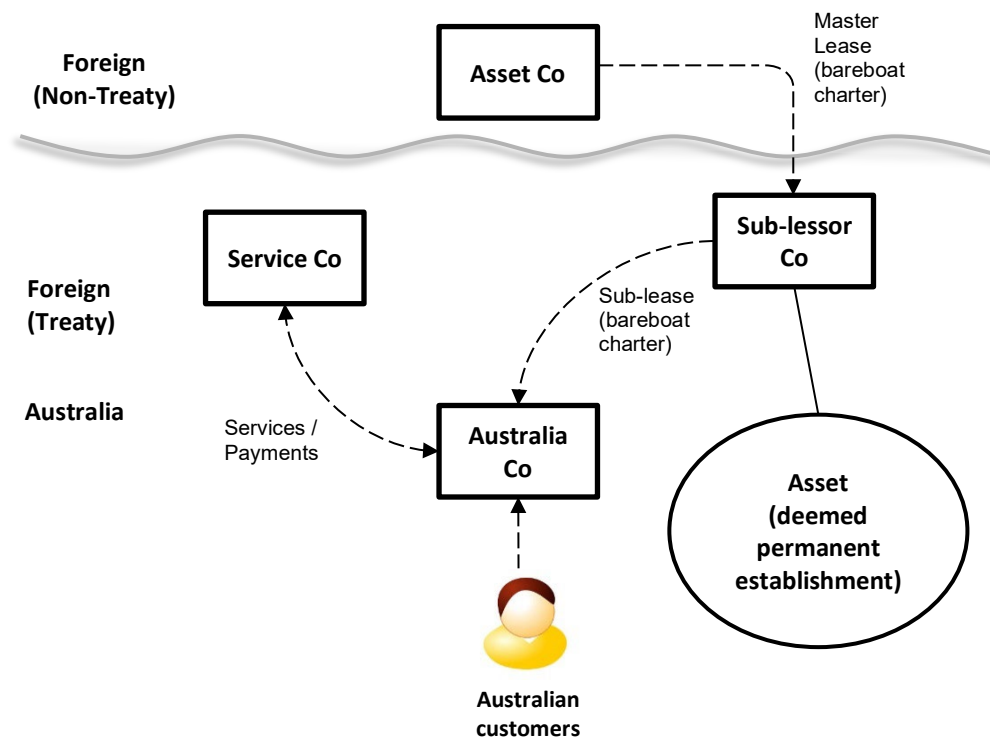 Foreign
(Non-Treaty)
Asset Co
Master
Lease
(bareboat
charter)
Service Co
Sub-lessor
Co
Foreign
(Treaty)
Sub-lease
(bareboat
charter)
Australia
Services /
Payments
Australia
Co
Asset
(deemed
permanent
establishment)
Australian
customers